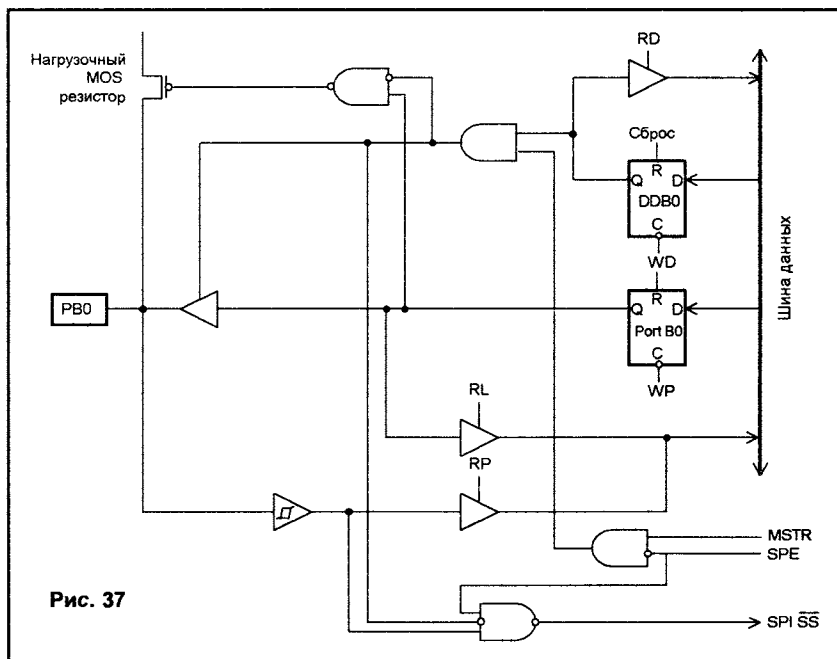 Нагрузочный
MOS
резистор
RD
Сброс
R
Q
D
DDB0
C
WD
PB0
R
Q
D
Port B0
C
WP
Шина данных
RL
RP
MSTR
SPE
SPI SS
Рис. 37